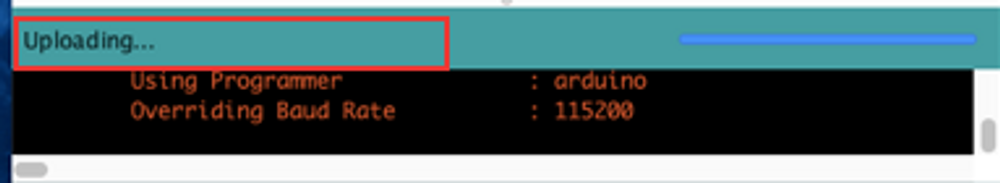 Uploading...
Using Programmer : arduino
Overriding Baud Rate : 115200